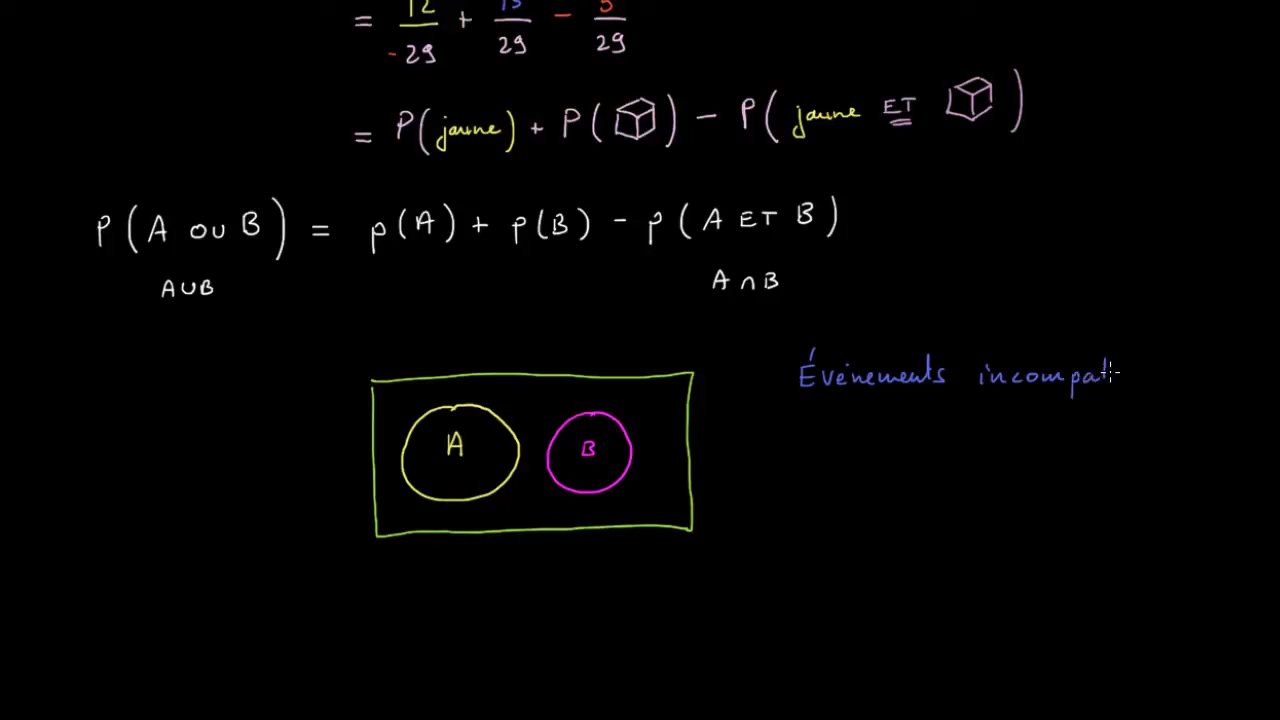 = 12/29 + 13/29 - 5/29
= P(jaune) + P( ) - P( jaune ET )
P(A OU B) = p(A) + p(B) - p(A ET B)
A∪B A∩B
Événements incompat
A B